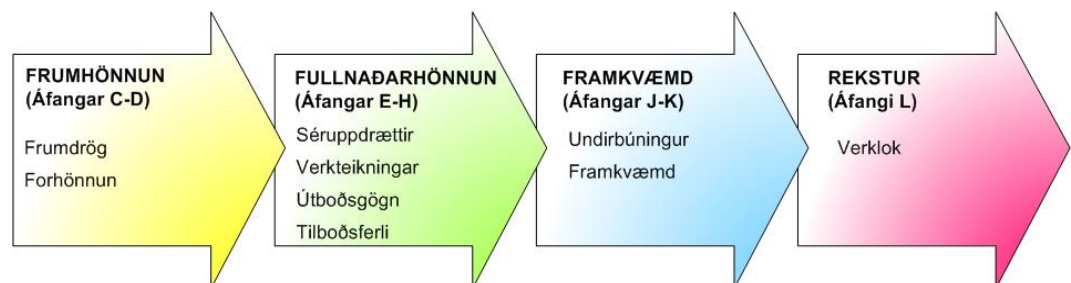 FRUMHÖNNUN
(Áfangar C-D)
Frumdrög
Forhönnun
FULLNAÐARHÖNNUN
(Áfangar E-H)
Séruppdrættir
Verkteikningar
Útboðsgögn
Tilboðsferli
FRAMKVÆMD
(Áfangar J-K)
Undirbúningur
Framkvæmd
REKSTUR
(Áfangi L)
Verklok